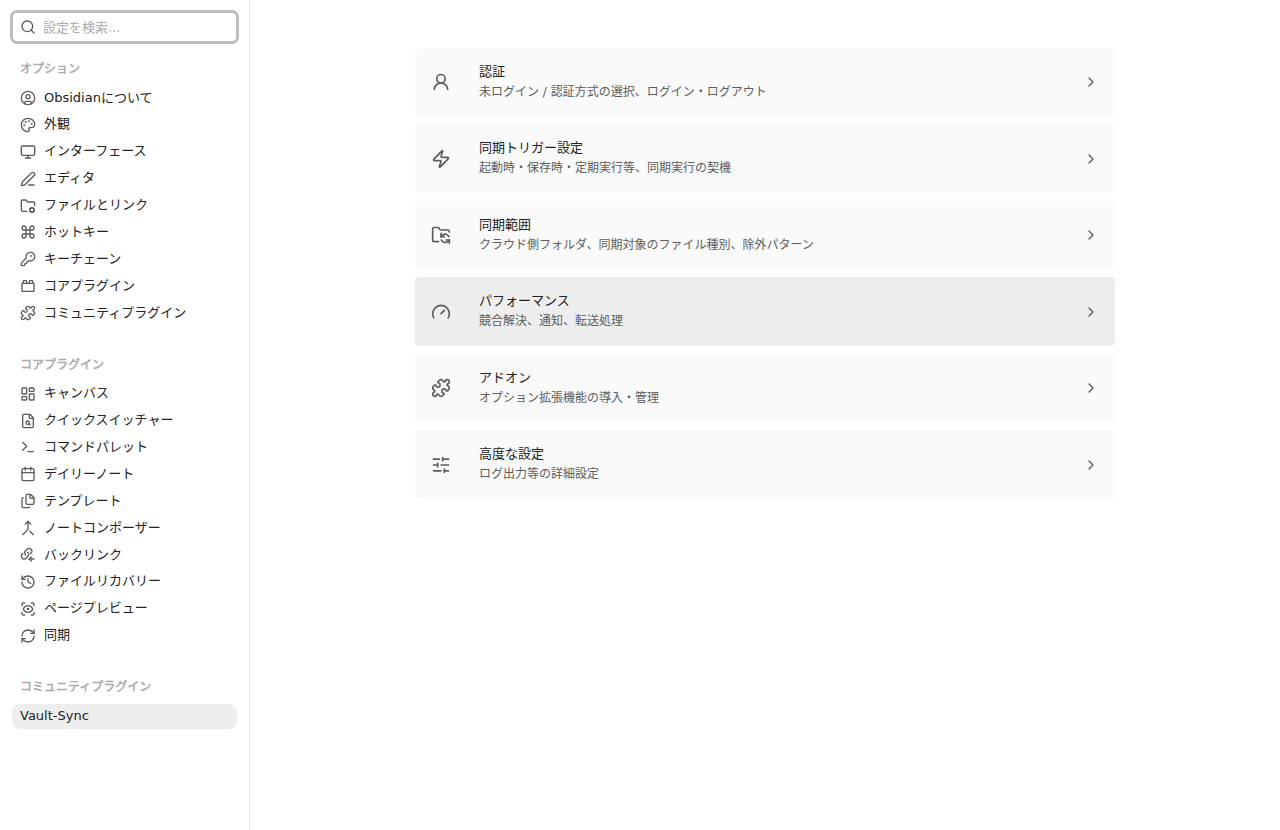 設定を検索...
オプション
Obsidianについて
外観
インターフェース
エディタ
ファイルとリンク
ホットキー
キーチェーン
コアプラグイン
コミュニティプラグイン
コアプラグイン
キャンバス
クイックスイッチャー
コマンドパレット
デイリーノート
テンプレート
ノートコンポーザー
バックリンク
ファイルリカバリー
ページプレビュー
同期
コミュニティプラグイン
Vault-Sync
認証
未ログイン / 認証方式の選択、ログイン・ログアウト
同期トリガー設定
起動時・保存時・定期実行等、同期実行の契機
同期範囲
クラウド側フォルダ、同期対象のファイル種別、除外パターン
パフォーマンス
競合解決、通知、転送処理
アドオン
オプション拡張機能の導入・管理
高度な設定
ログ出力等の詳細設定